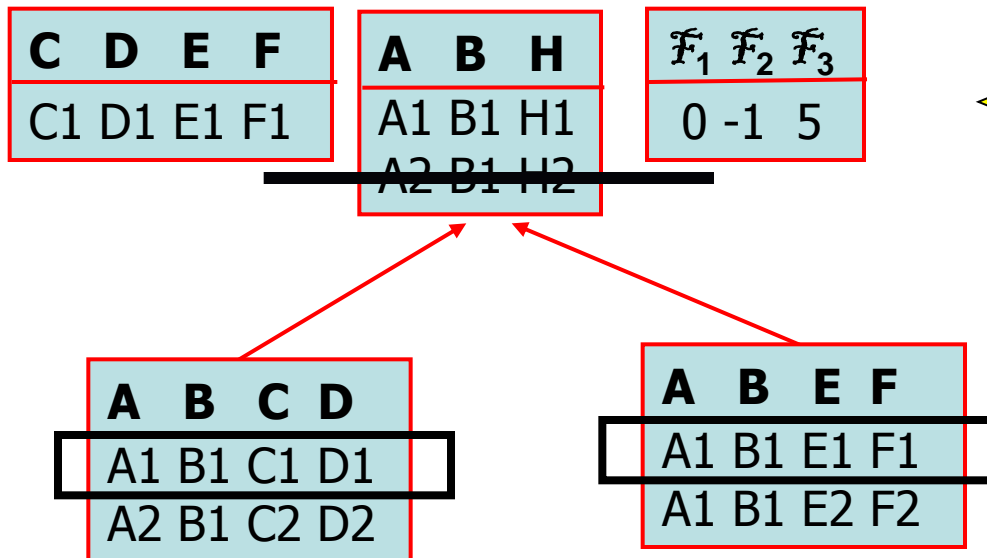 C D E F
C1 D1 E1 F1
A B H
A1 B1 H1
A2 B1 H2
ℱ1 ℱ2 ℱ3
0 -1 5
A B C D
A1 B1 C1 D1
A2 B1 C2 D2
A B E F
A1 B1 E1 F1
A1 B1 E2 F2